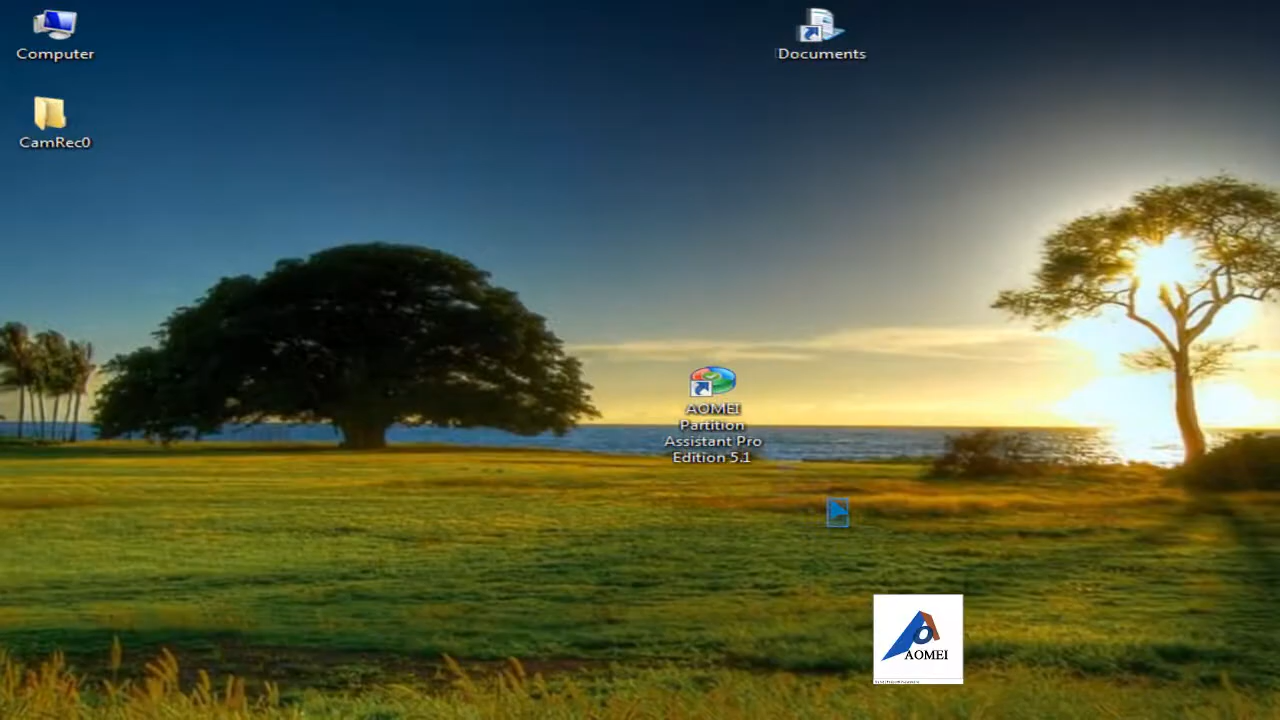 Computer
Documents
CamRec0
AOMEI
Partition
Assistant Pro
Edition 5.1
AOMEI